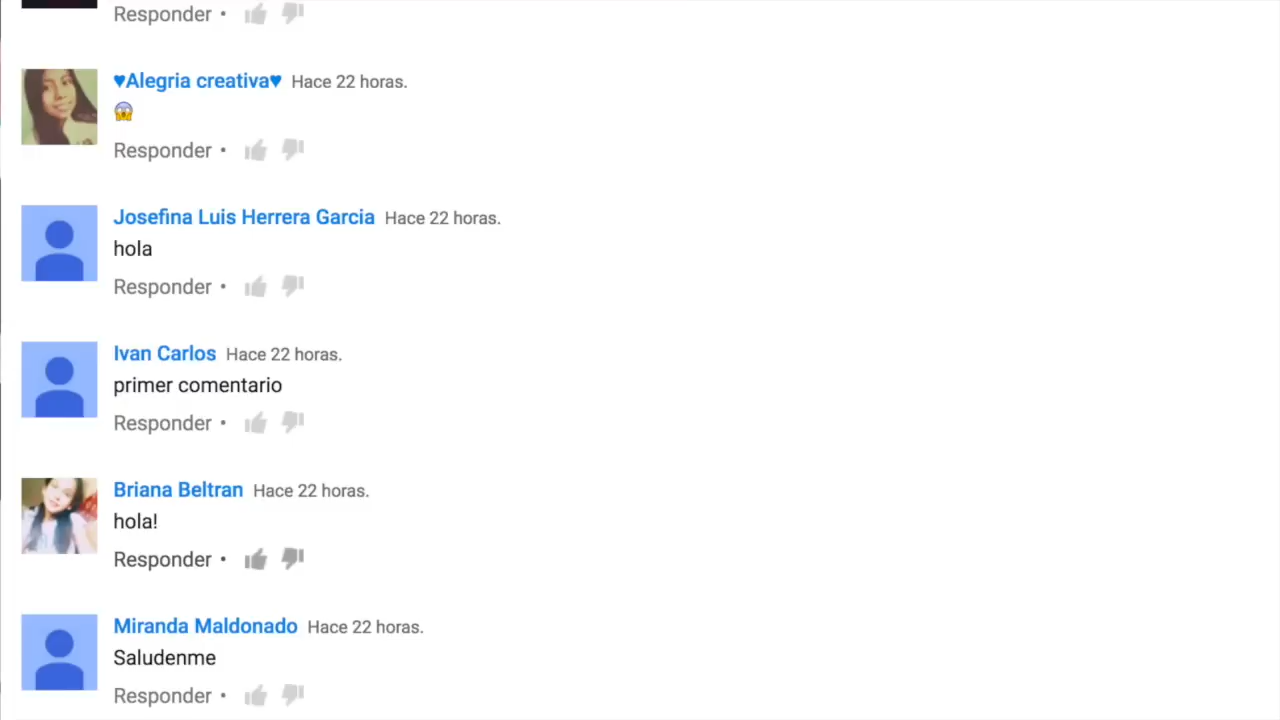 Responder •
♥Alegria creativa♥ Hace 22 horas.
😱
Responder •
Josefina Luis Herrera Garcia Hace 22 horas.
hola
Responder •
Ivan Carlos Hace 22 horas.
primer comentario
Responder •
Briana Beltran Hace 22 horas.
hola!
Responder •
Miranda Maldonado Hace 22 horas.
Saludenme
Responder •